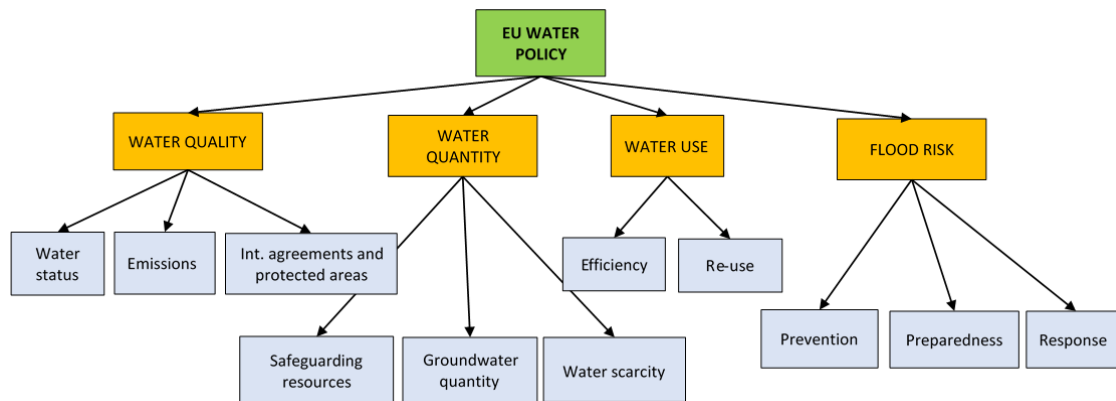 EU WATER
POLICY
WATER QUALITY
WATER
QUANTITY
WATER USE
FLOOD RISK
Water
status
Emissions
Int. agreements and
protected areas
Efficiency
Re-use
Safeguarding
resources
Groundwater
quantity
Water scarcity
Prevention
Preparedness
Response